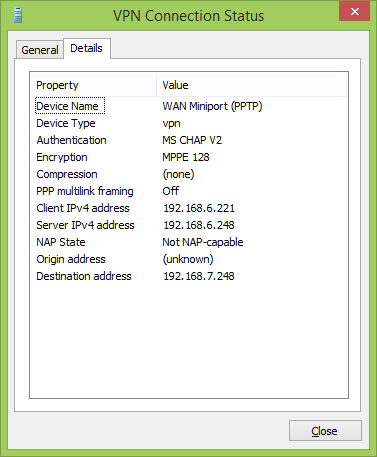 VPN Connection Status
General Details
Property Value
Device Name WAN Miniport (PPTP)
Device Type vpn
Authentication MS CHAP V2
Encryption MPPE 128
Compression (none)
PPP multilink framing Off
Client IPv4 address 192.168.6.221
Server IPv4 address 192.168.6.248
NAP State Not NAP-capable
Origin address (unknown)
Destination address 192.168.7.248
Close